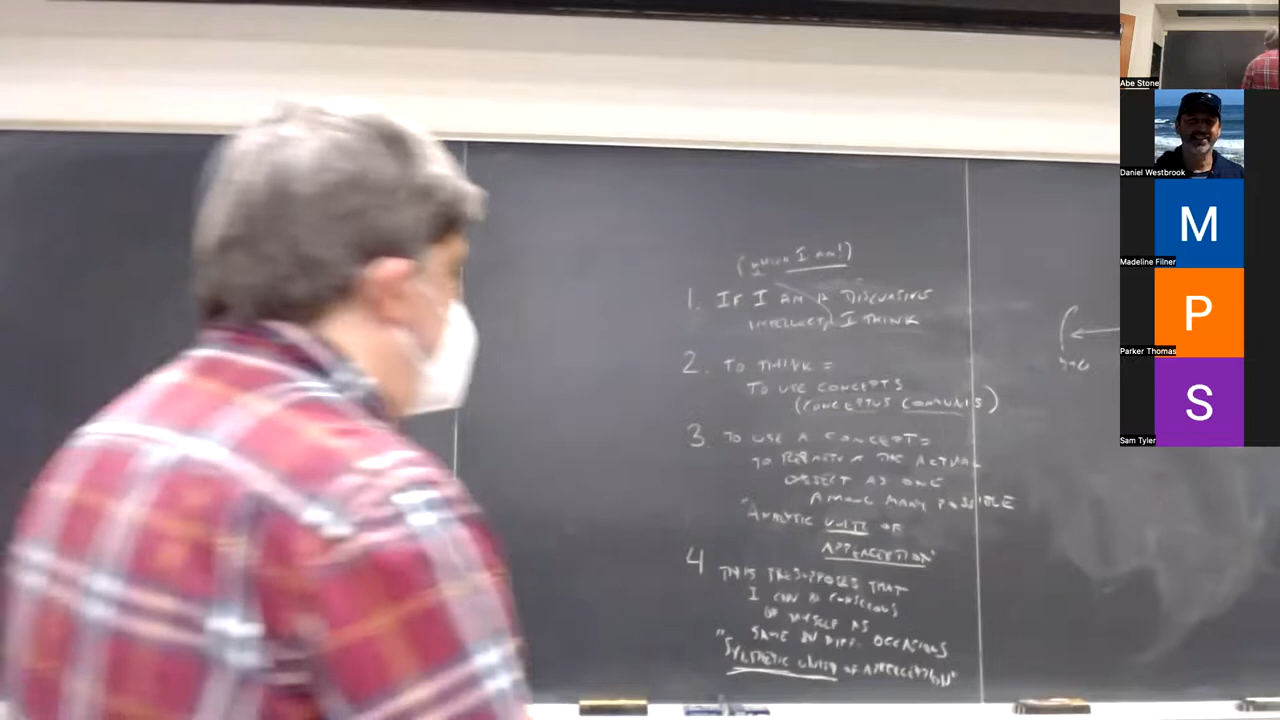 (which I am!)
1. IF I AM A DISCURSIVE
INTELLECT, I THINK
2. TO THINK =
TO USE CONCEPTS
(CONCEPTUS COMMUNIS)
3. TO USE A CONCEPT =
THE ACTUAL
OBJECT AS ONE
AMONG MANY POSSIBLE
"ANALYTIC UNITY OF
APPERCEPTION"
4 THIS PRESUPPOSES THAT
I CAN B CONSCIOUS
OF MYSELF AS
SAME IN DIFF. OCCASIONS
"SYNTHETIC UNITY OF APPERCEPTION"
Abe Stone
Daniel Westbrook
M
Madeline Filner
P
Parker Thomas
S
Sam Tyler